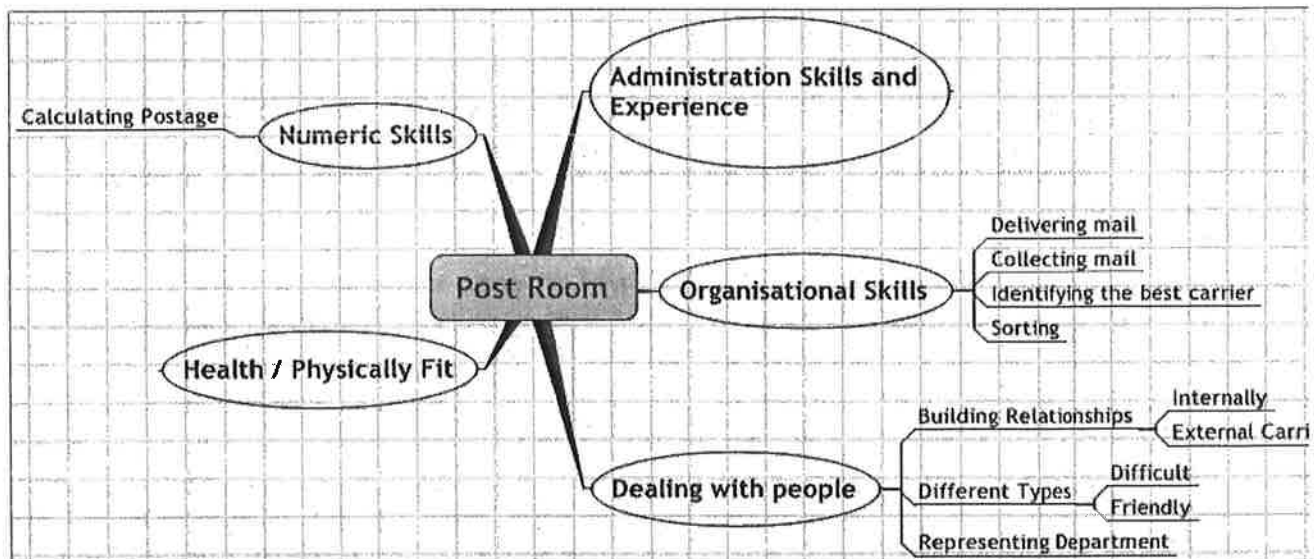 Administration Skills and
Experience
Calculating Postage
Numeric Skills
Post Room
Organisational Skills
Delivering mail
Collecting mail
Identifying the best carrier
Sorting
Health / Physically Fit
Dealing with people
Building Relationships
Internally
External Carri
Different Types
Difficult
Friendly
Representing Department